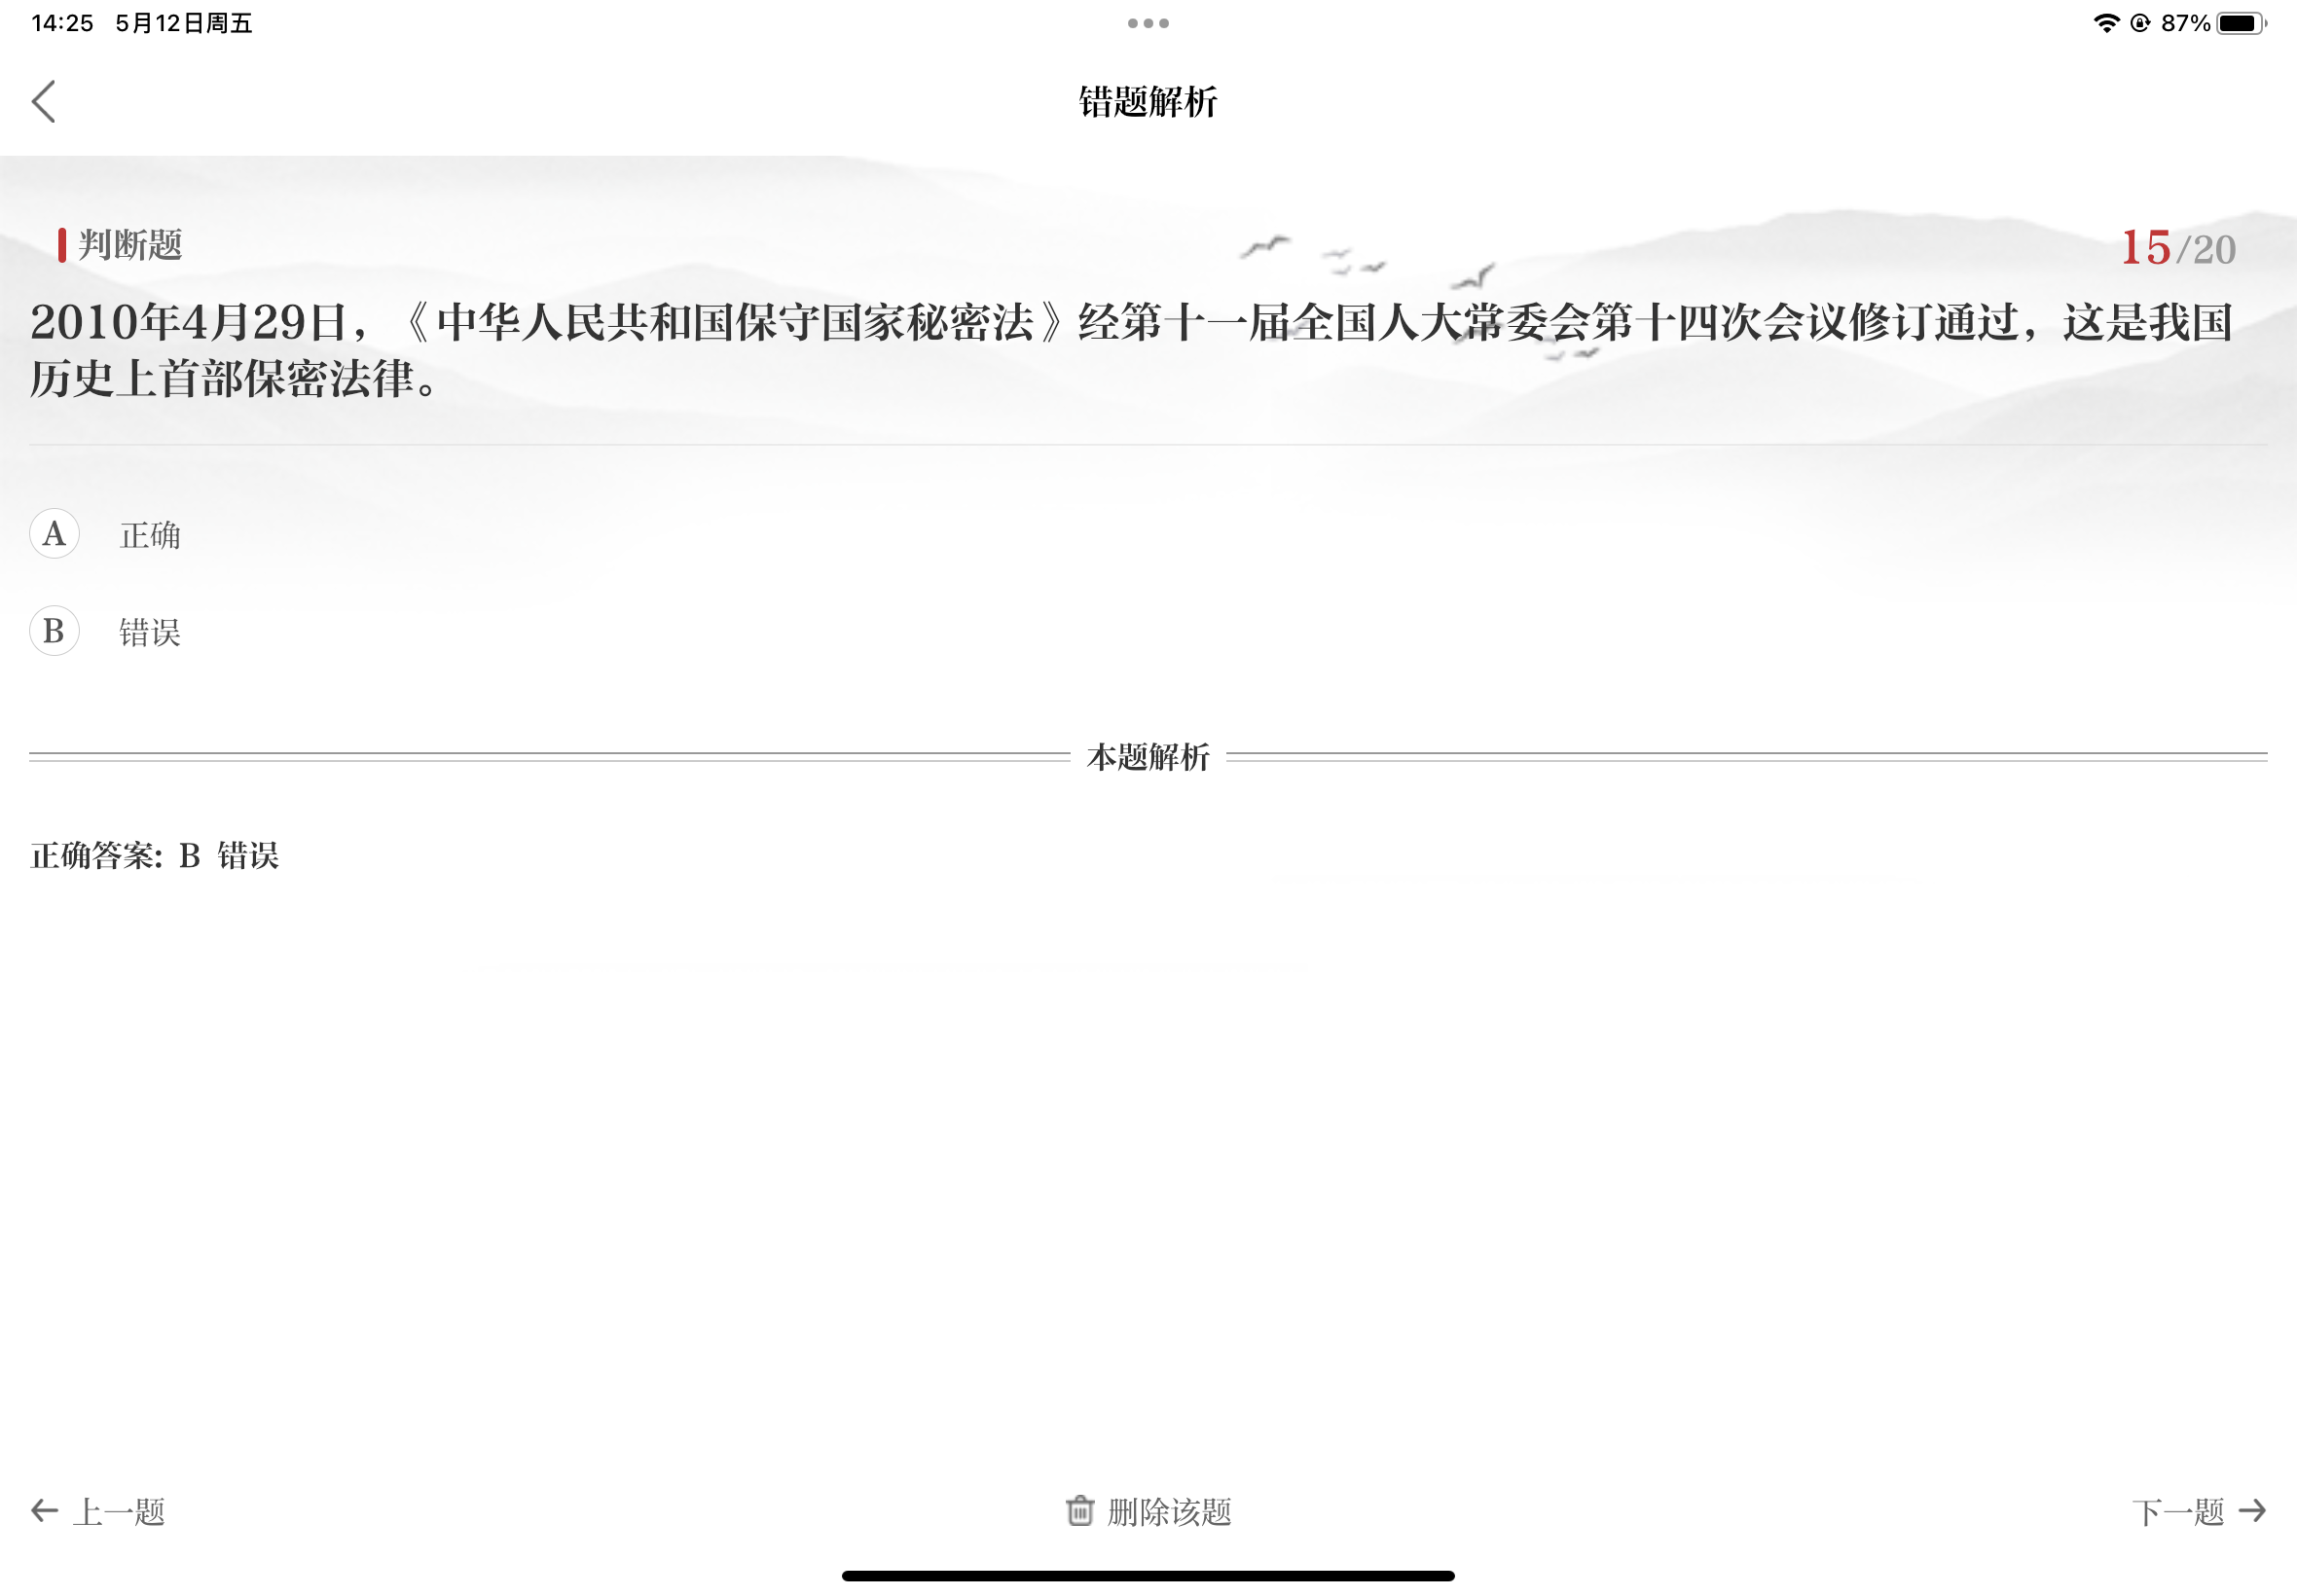 14:25 5月12日周五
87%
错题解析
判断题
15/20
2010年4月29日，《中华人民共和国保守国家秘密法》经第十一届全国人大常委会第十四次会议修订通过，这是我国
历史上首部保密法律。
A 正确
B 错误
本题解析
正确答案: B 错误
上一题
删除该题
下一题